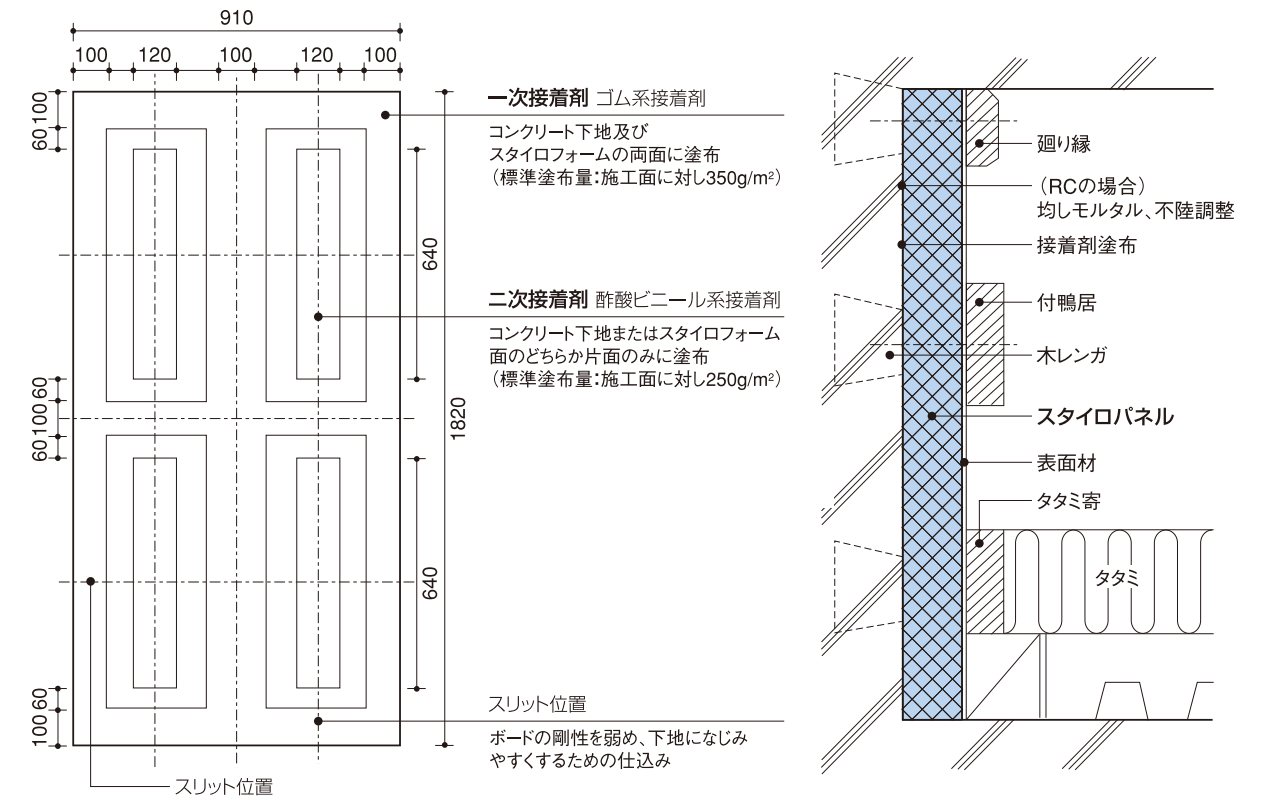 910
100 120 100 120 100
60 100
一次接着剤 ゴム系接着剤
コンクリート下地及び
スタイロフォームの両面に塗布
（標準塗布量：施工面に対し350g/m²）
640
二次接着剤 酢酸ビニール系接着剤
コンクリート下地またはスタイロフォーム
面のどちらか片面のみに塗布
（標準塗布量：施工面に対し250g/m²）
60 100 60
1820
640
100 60
スリット位置
ボードの剛性を弱め、下地になじみ
やすくするための仕込み
スリット位置
廻り縁
（RCの場合）
均しモルタル、不陸調整
接着剤塗布
付鴨居
木レンガ
スタイロパネル
表面材
タタミ寄
タタミ